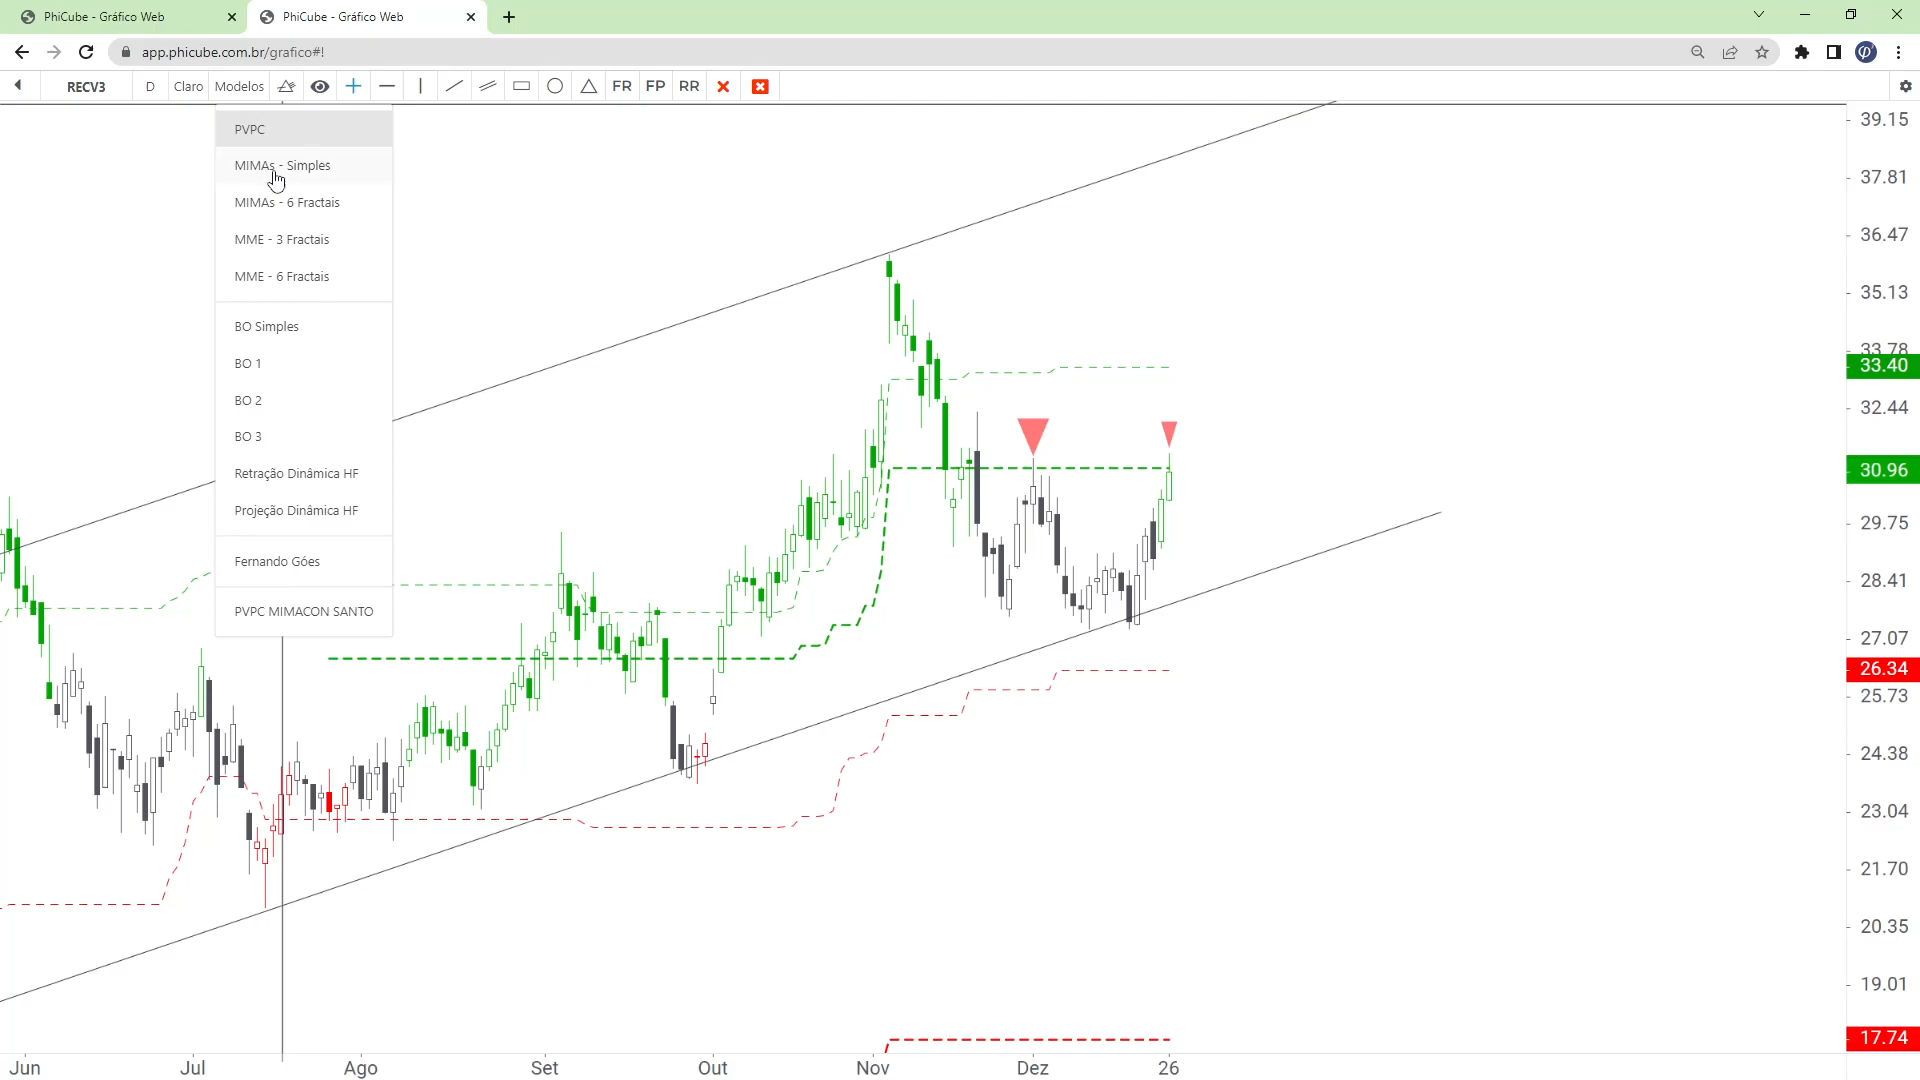 PhiCube - Gráfico Web
PhiCube - Gráfico Web
app.phicube.com.br/grafico#!
RECV3 D Claro Modelos FR FP RR
PVPC
MIMAs - Simples
MIMAs - 6 Fractais
MME - 3 Fractais
MME - 6 Fractais
BO Simples
BO 1
BO 2
BO 3
Retração Dinâmica HF
Projeção Dinâmica HF
Fernando Góes
PVPC MIMACON SANTO
39.15
37.81
36.47
35.13
33.78
33.40
32.44
30.96
29.75
28.41
27.07
26.34
25.73
24.38
23.04
21.70
20.35
19.01
17.74
Jun Jul Ago Set Out Nov Dez 26